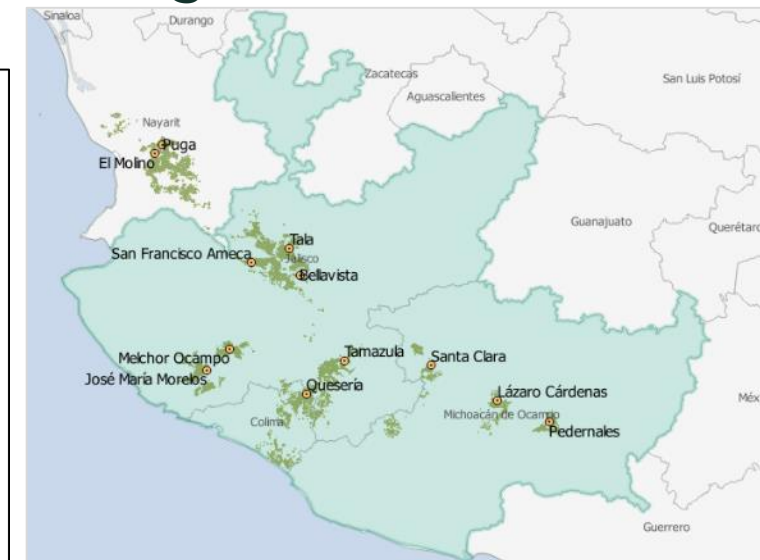 Sinaloa
Durango
Zacatecas
San Luis Potosí
Aguascalientes
Nayarit
Puga
El Molino
Guanajuato
Querétaro
Tala
San Francisco Ameca
Jalisco
Bellavista
Melchor Ocampo
Tamazula
Santa Clara
José María Morelos
Quesería
Lázaro Cárdenas
Méx
Colima
Michoacán de Ocampo
Pedernales
Guerrero